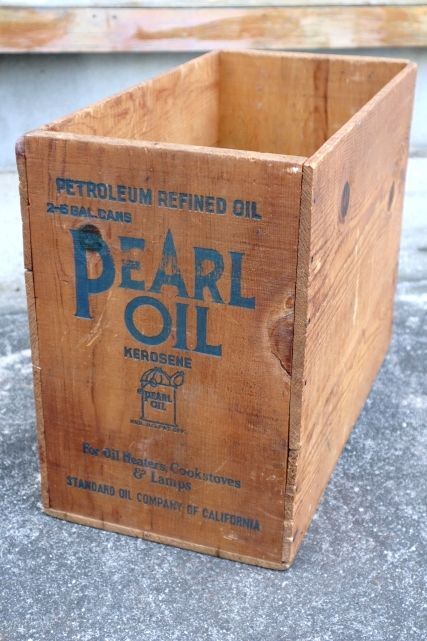 PETROLEUM REFINED OIL
2-5 GAL. CANS
PEARL
OIL
KEROSENE
PEARL
OIL
For Oil Heaters, Cookstoves
& Lamps
STANDARD OIL COMPANY OF CALIFORNIA